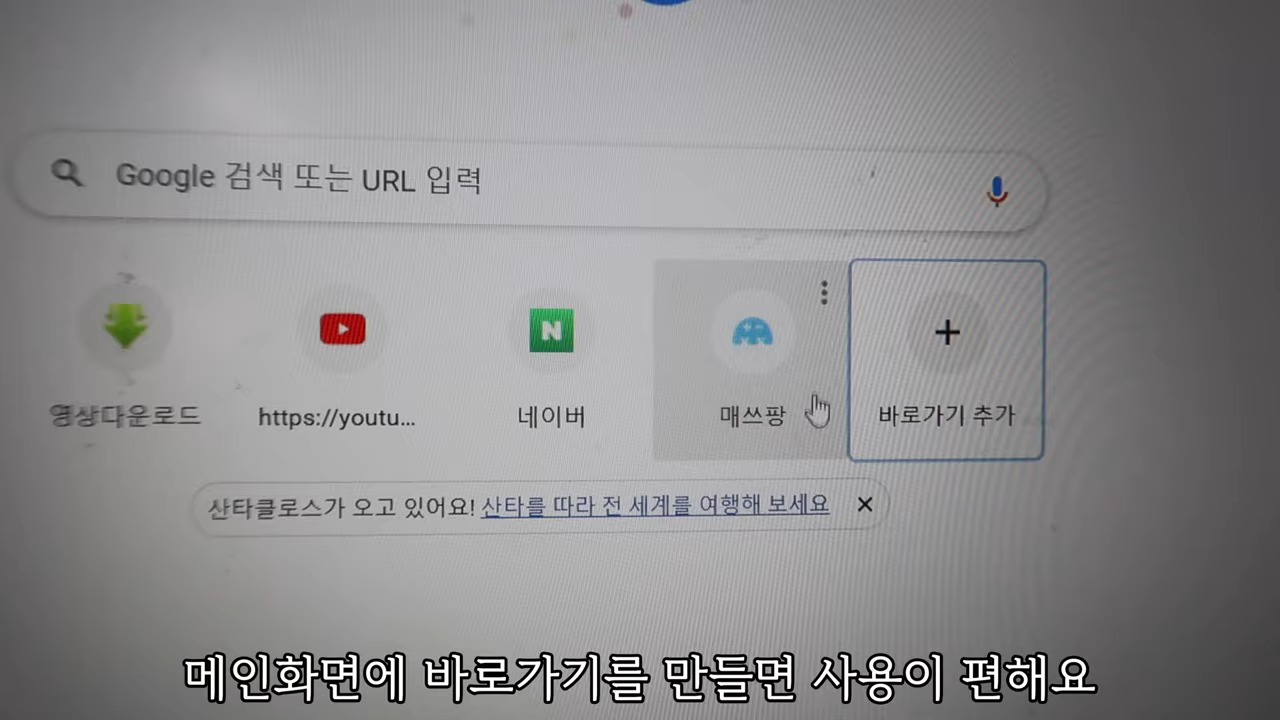 Google 검색 또는 URL 입력
영상다운로드
https://youtu...
N
네이버
매쓰팡
바로가기 추가
산타클로스가 오고 있어요! 산타를 따라 전 세계를 여행해 보세요
메인화면에 바로가기를 만들면 사용이 편해요